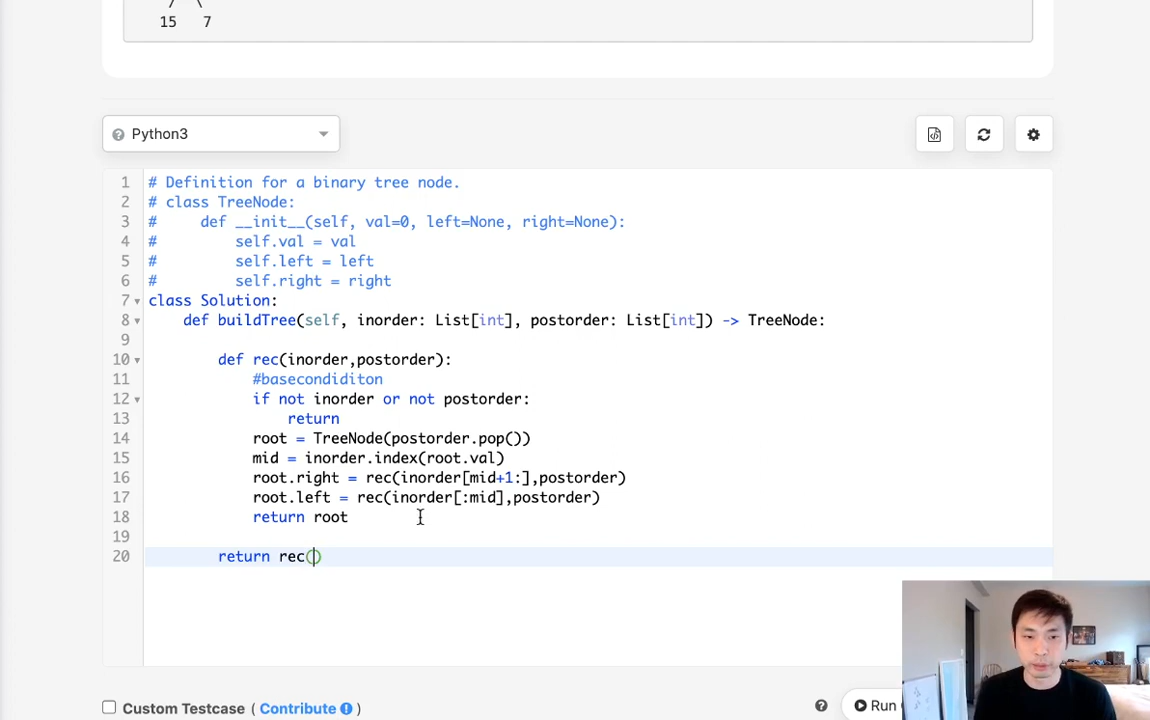 15 7
Python3
1 # Definition for a binary tree node.
2 # class TreeNode:
3 #     def __init__(self, val=0, left=None, right=None):
4 #         self.val = val
5 #         self.left = left
6 #         self.right = right
7 class Solution:
8     def buildTree(self, inorder: List[int], postorder: List[int]) -> TreeNode:
9
10         def rec(inorder,postorder):
11             #basecondiditon
12             if not inorder or not postorder:
13                 return
14             root = TreeNode(postorder.pop())
15             mid = inorder.index(root.val)
16             root.right = rec(inorder[mid+1:],postorder)
17             root.left = rec(inorder[:mid],postorder)
18             return root
19
20         return rec()
Custom Testcase ( Contribute )
Run